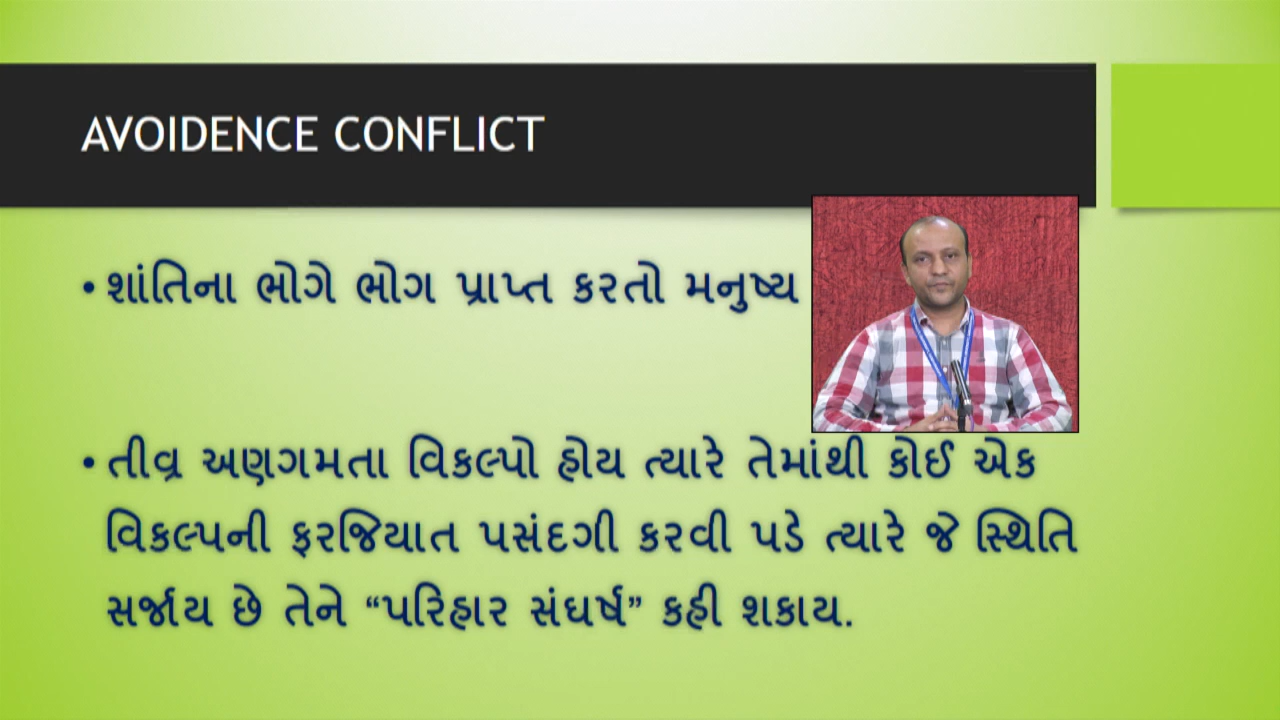 AVOIDENCE CONFLICT
• શાંતિના ભોગે ભોગ પ્રાપ્ત કરતો મનુષ્ય
• તીવ્ર અણગમતા વિકલ્પો હોય ત્યારે તેમાંથી કોઈ એક
વિકલ્પની ફરજિયાત પસંદગી કરવી પડે ત્યારે જે સ્થિતિ
સર્જાય છે તેને “પરિહાર સંઘર્ષ” કહી શકાય.